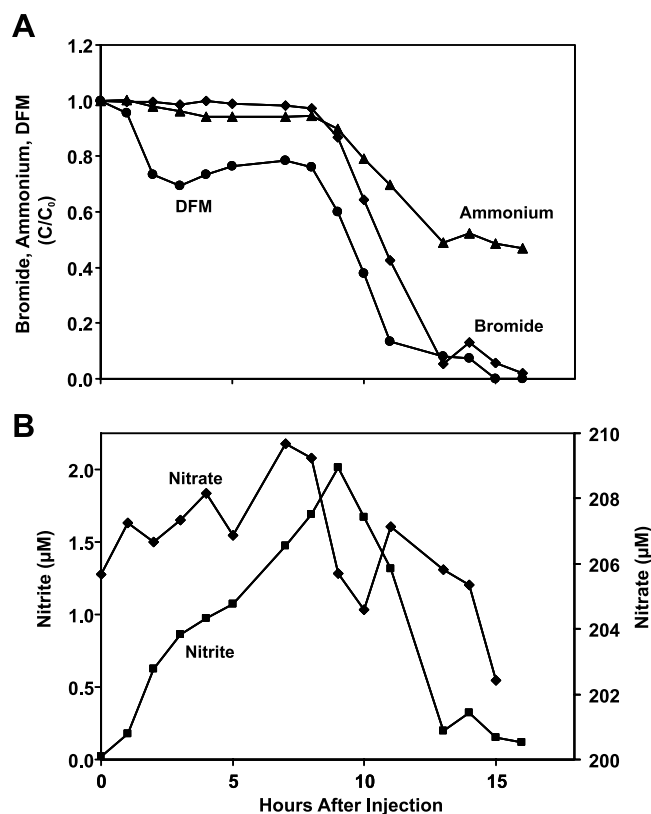 A
Bromide, Ammonium, DFM
(C/C₀)
1.2
1.0
0.8
0.6
0.4
0.2
0.0
DFM
Ammonium
Bromide
B
Nitrite (µM)
2.0
1.5
1.0
0.5
0.0
Nitrate
Nitrite
210
208
206
204
202
200
Nitrate (µM)
0 5 10 15
Hours After Injection